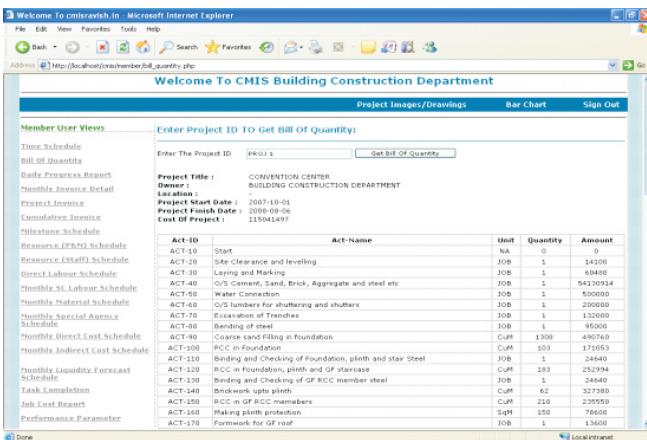 Welcome To cmisravish.in - Microsoft Internet Explorer
File Edit View Favorites Tools Help
Back Search Favorites
Address http://localhost/cmis/member/bill_quantity.php Go
Welcome To CMIS Building Construction Department
Project Images/Drawings Bar Chart Sign Out
Member User Views
Time Schedule
Bill Of Quantity
Daily Progress Report
Monthly Invoice Detail
Project Invoice
Cumulative Invoice
Milestone Schedule
Resource (P&M) Schedule
Resource (Staff) Schedule
Direct Labour Schedule
Monthly SC Labour Schedule
Monthly Material Schedule
Monthly Special Agency
Schedule
Monthly Direct Cost Schedule
Monthly Indirect Cost Schedule
Monthly Liquidity Forecast
Schedule
Task Completion
Job Cost Report
Performance Parameter
Enter Project ID TO Get Bill Of Quantity:
Enter The Project ID PROJ 1 Get Bill Of Quantity
Project Title : CONVENTION CENTER
Owner : BUILDING CONSTRUCTION DEPARTMENT
Location : -
Project Start Date : 2007-10-01
Project Finish Date : 2008-08-06
Cost Of Project : 115041497
Act-ID Act-Name Unit Quantity Amount
ACT-10 Start NA 0 0
ACT-20 Site Clearance and levelling JOB 1 14100
ACT-30 Laying and Marking JOB 1 60480
ACT-40 O/S Cement, Sand, Brick, Aggregate and steel etc JOB 1 54130914
ACT-50 Water Connection JOB 1 500000
ACT-60 O/S lumbers for shuttering and shutters JOB 1 200000
ACT-70 Excavation of Trenches JOB 1 132000
ACT-80 Bending of steel JOB 1 95000
ACT-90 Coarse sand Filling in foundation CuM 1308 490760
ACT-100 PCC in Foundation CuM 103 171053
ACT-110 Binding and Checking of Foundation, plinth and stair Steel JOB 1 24640
ACT-120 RCC in Foundation, plinth and GF staircase CuM 183 252994
ACT-130 Binding and Checking of GF RCC member steel JOB 1 24640
ACT-140 Brickwork upto plinth CuM 62 327380
ACT-150 RCC in GF RCC memebers CuM 210 235550
ACT-160 Making plinth protection SqM 150 78600
ACT-170 Formwork for GF roof JOB 1 13600
Done Local intranet